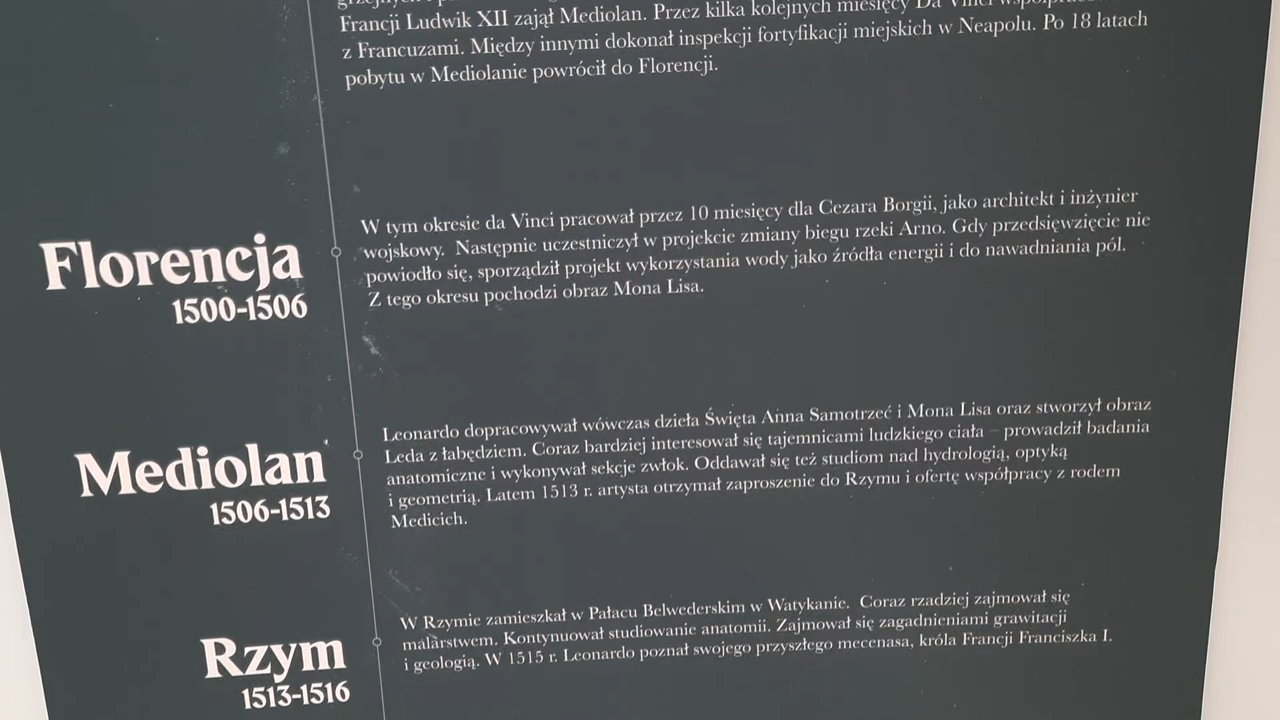 Francji Ludwik XII zajął Mediolan. Przez kilka kolejnych miesięcy Da Vinci
z Francuzami. Między innymi dokonał inspekcji fortyfikacji miejskich w Neapolu. Po 18 latach
pobytu w Mediolanie powrócił do Florencji.
Florencja
1500-1506
W tym okresie da Vinci pracował przez 10 miesięcy dla Cezara Borgii, jako architekt i inżynier
wojskowy. Następnie uczestniczył w projekcie zmiany biegu rzeki Arno. Gdy przedsięwzięcie nie
powiodło się, sporządził projekt wykorzystania wody jako źródła energii i do nawadniania pól.
Z tego okresu pochodzi obraz Mona Lisa.
Mediolan
1506-1513
Leonardo dopracowywał wówczas dzieła Święta Anna Samotrzeć i Mona Lisa oraz stworzył obraz
Leda z łabędziem. Coraz bardziej interesował się tajemnicami ludzkiego ciała – prowadził badania
anatomiczne i wykonywał sekcje zwłok. Oddawał się też studiom nad hydrologią, optyką
i geometrią. Latem 1513 r. artysta otrzymał zaproszenie do Rzymu i ofertę współpracy z rodem
Medicich.
Rzym
1513-1516
W Rzymie zamieszkał w Pałacu Belwederskim w Watykanie. Coraz rzadziej zajmował się
malarstwem. Kontynuował studiowanie anatomii. Zajmował się zagadnieniami grawitacji
i geologią. W 1515 r. Leonardo poznał swojego przyszłego mecenasa, króla Francji Franciszka I.